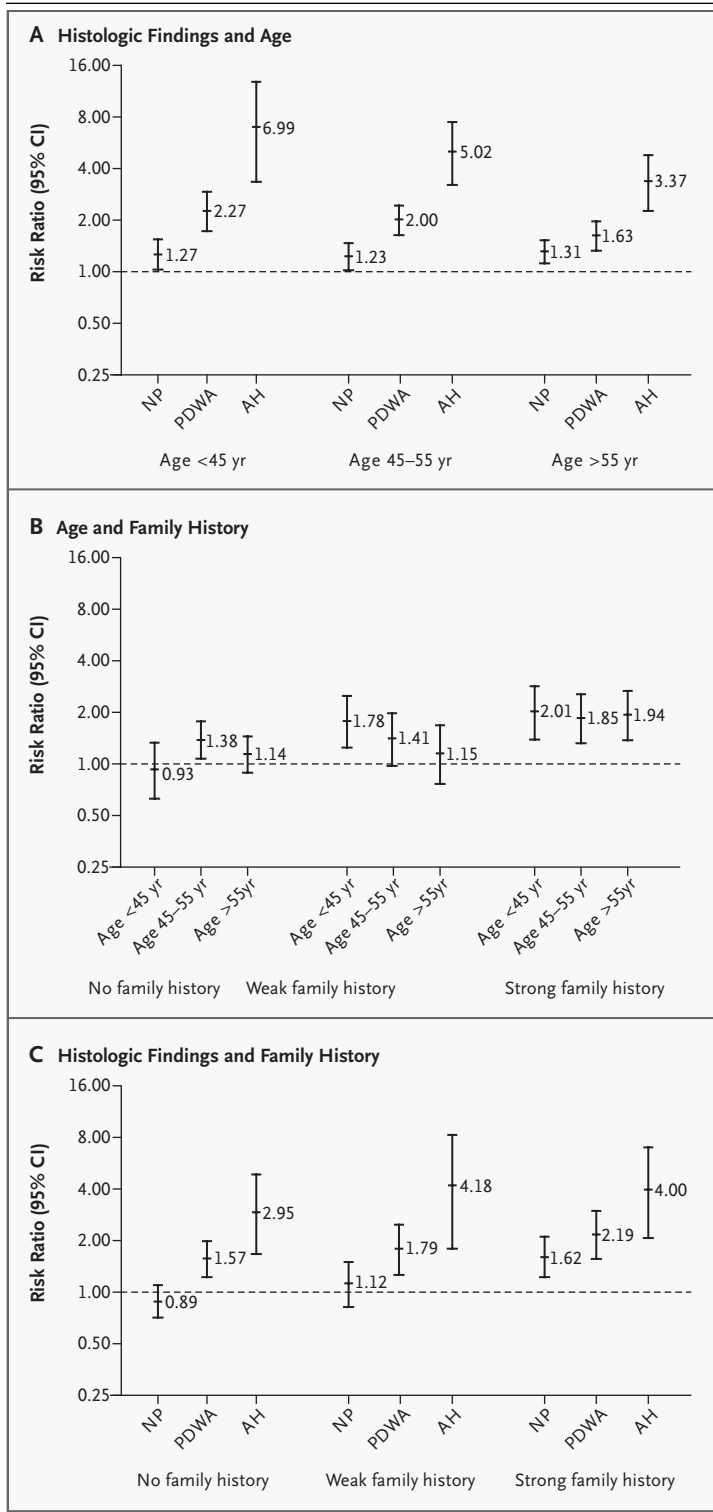 A Histologic Findings and Age
16.00
8.00
4.00
2.00
1.00
0.50
0.25
Risk Ratio (95% CI)
1.27
2.27
6.99
1.23
2.00
5.02
1.31
1.63
3.37
NP
PDWA
AH
NP
PDWA
AH
NP
PDWA
AH
Age <45 yr
Age 45–55 yr
Age >55 yr
B Age and Family History
16.00
8.00
4.00
2.00
1.00
0.50
0.25
Risk Ratio (95% CI)
0.93
1.38
1.14
1.78
1.41
1.15
2.01
1.85
1.94
Age <45 yr
Age 45–55 yr
Age >55yr
Age <45 yr
Age 45–55 yr
Age >55yr
Age <45 yr
Age 45–55 yr
Age >55yr
No family history
Weak family history
Strong family history
C Histologic Findings and Family History
16.00
8.00
4.00
2.00
1.00
0.50
0.25
Risk Ratio (95% CI)
0.89
1.57
2.95
1.12
1.79
4.18
1.62
2.19
4.00
NP
PDWA
AH
NP
PDWA
AH
NP
PDWA
AH
No family history
Weak family history
Strong family history